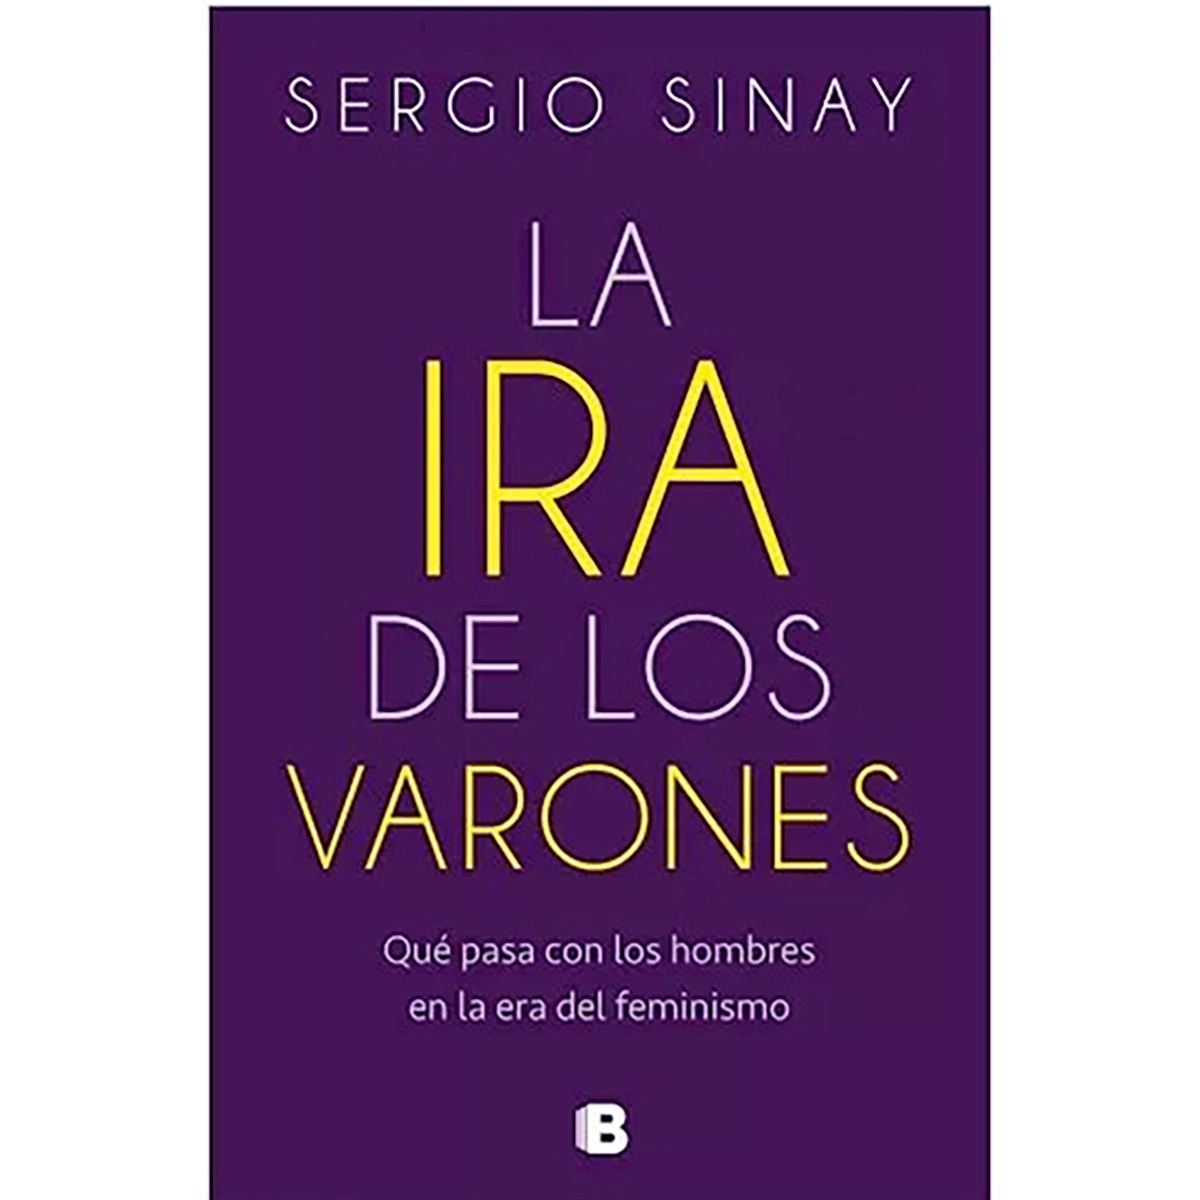 SERGIO SINAY
LA
IRA
DE LOS
VARONES
Qué pasa con los hombres
en la era del feminismo
B